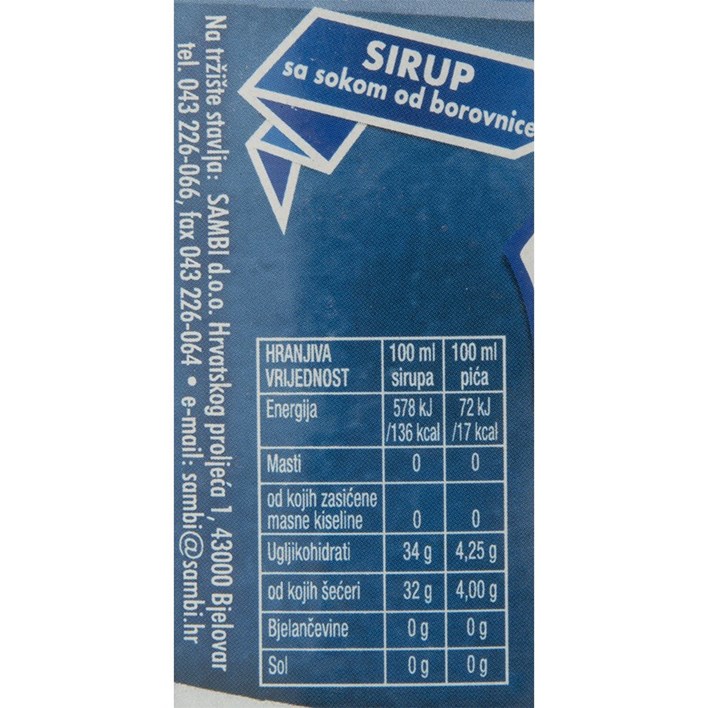 SIRUP
sa sokom od borovnice
Na tržište stavlja: SAMBI d.o.o. Hrvatskog proljeća 1, 43000 Bjelovar
tel. 043 226-066, fax 043 226-064 • e-mail: sambi@sambi.hr
HRANJIVA VRIJEDNOST 100 ml sirupa 100 ml pića
Energija 578 kJ /136 kcal 72 kJ /17 kcal
Masti 0 0
od kojih zasićene masne kiseline 0 0
Ugljikohidrati 34 g 4,25 g
od kojih šećeri 32 g 4,00 g
Bjelančevine 0 g 0 g
Sol 0 g 0 g